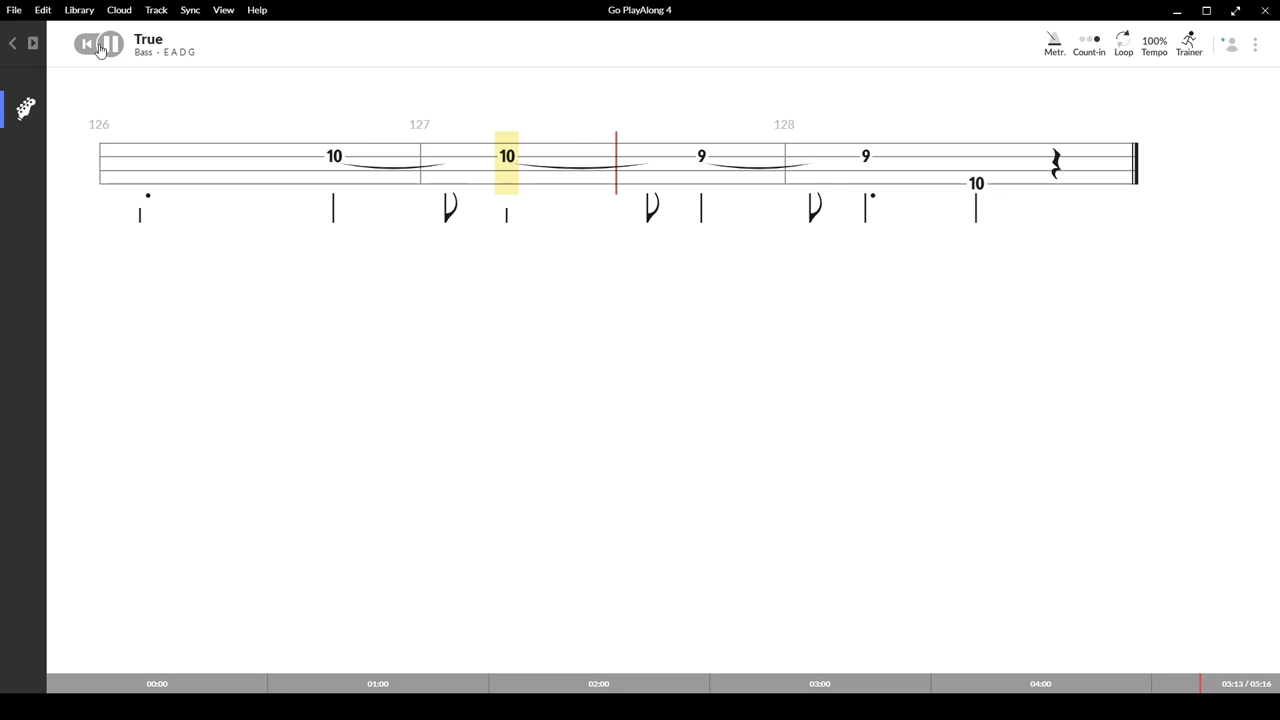 File Edit Library Cloud Track Sync View Help Go PlayAlong 4
True
Bass - E A D G
100%
Metr. Count-in Loop Tempo Trainer
126 127 128
10 10 9 9
10
00:00 01:00 02:00 03:00 04:00 05:13 / 05:16